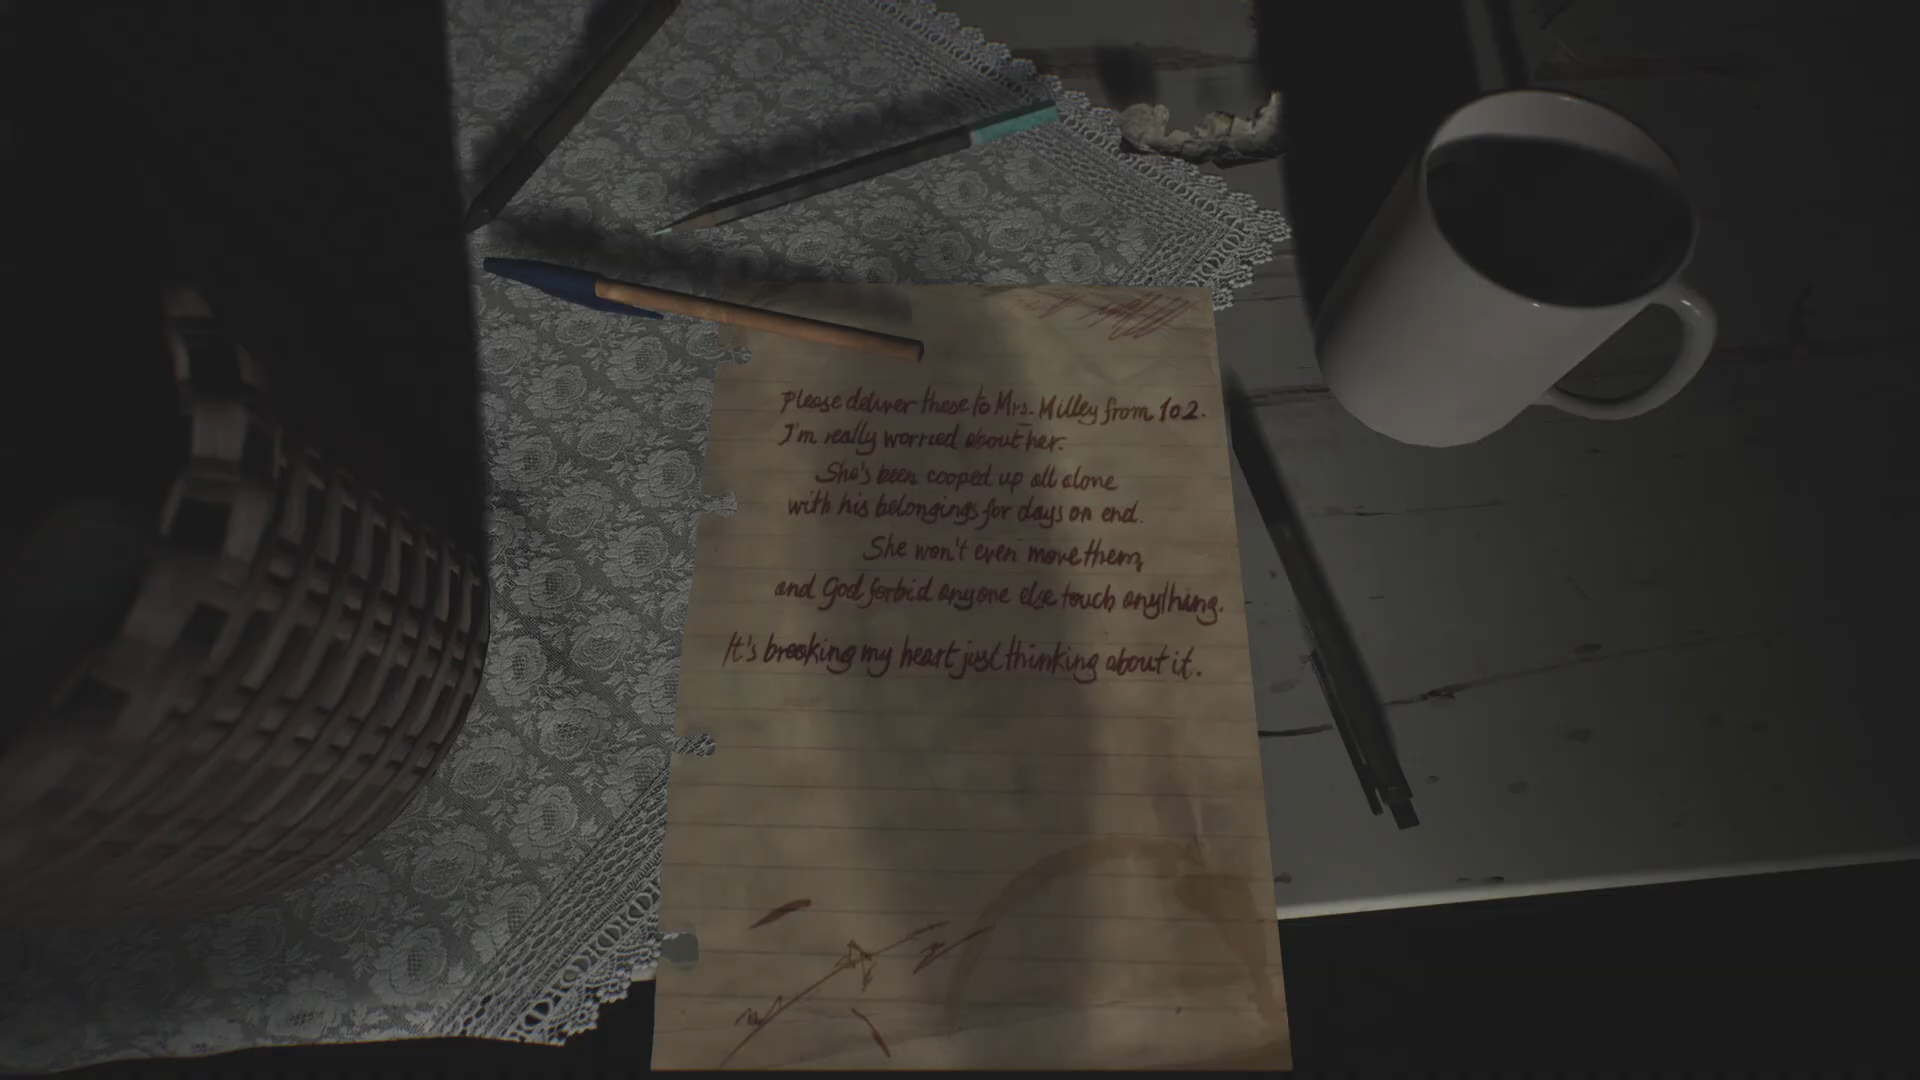 Please deliver these to Mrs. Milley from 102.
I'm really worried about her.
She's been cooped up all alone
with his belongings for days on end.
She won't even move them,
and God forbid anyone else touch anything.
It's breaking my heart just thinking about it.